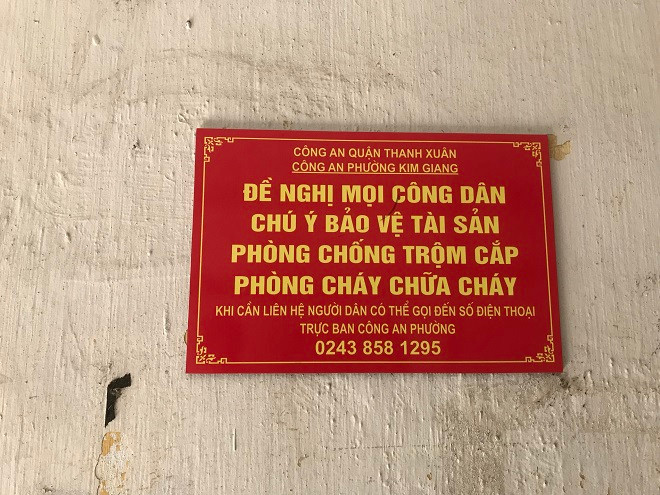 CÔNG AN QUẬN THANH XUÂN
CÔNG AN PHƯỜNG KIM GIANG
ĐỀ NGHỊ MỌI CÔNG DÂN
CHÚ Ý BẢO VỆ TÀI SẢN
PHÒNG CHỐNG TRỘM CẮP
PHÒNG CHÁY CHỮA CHÁY
KHI CẦN LIÊN HỆ NGƯỜI DÂN CÓ THỂ GỌI ĐẾN SỐ ĐIỆN THOẠI
TRỰC BAN CÔNG AN PHƯỜNG
0243 858 1295